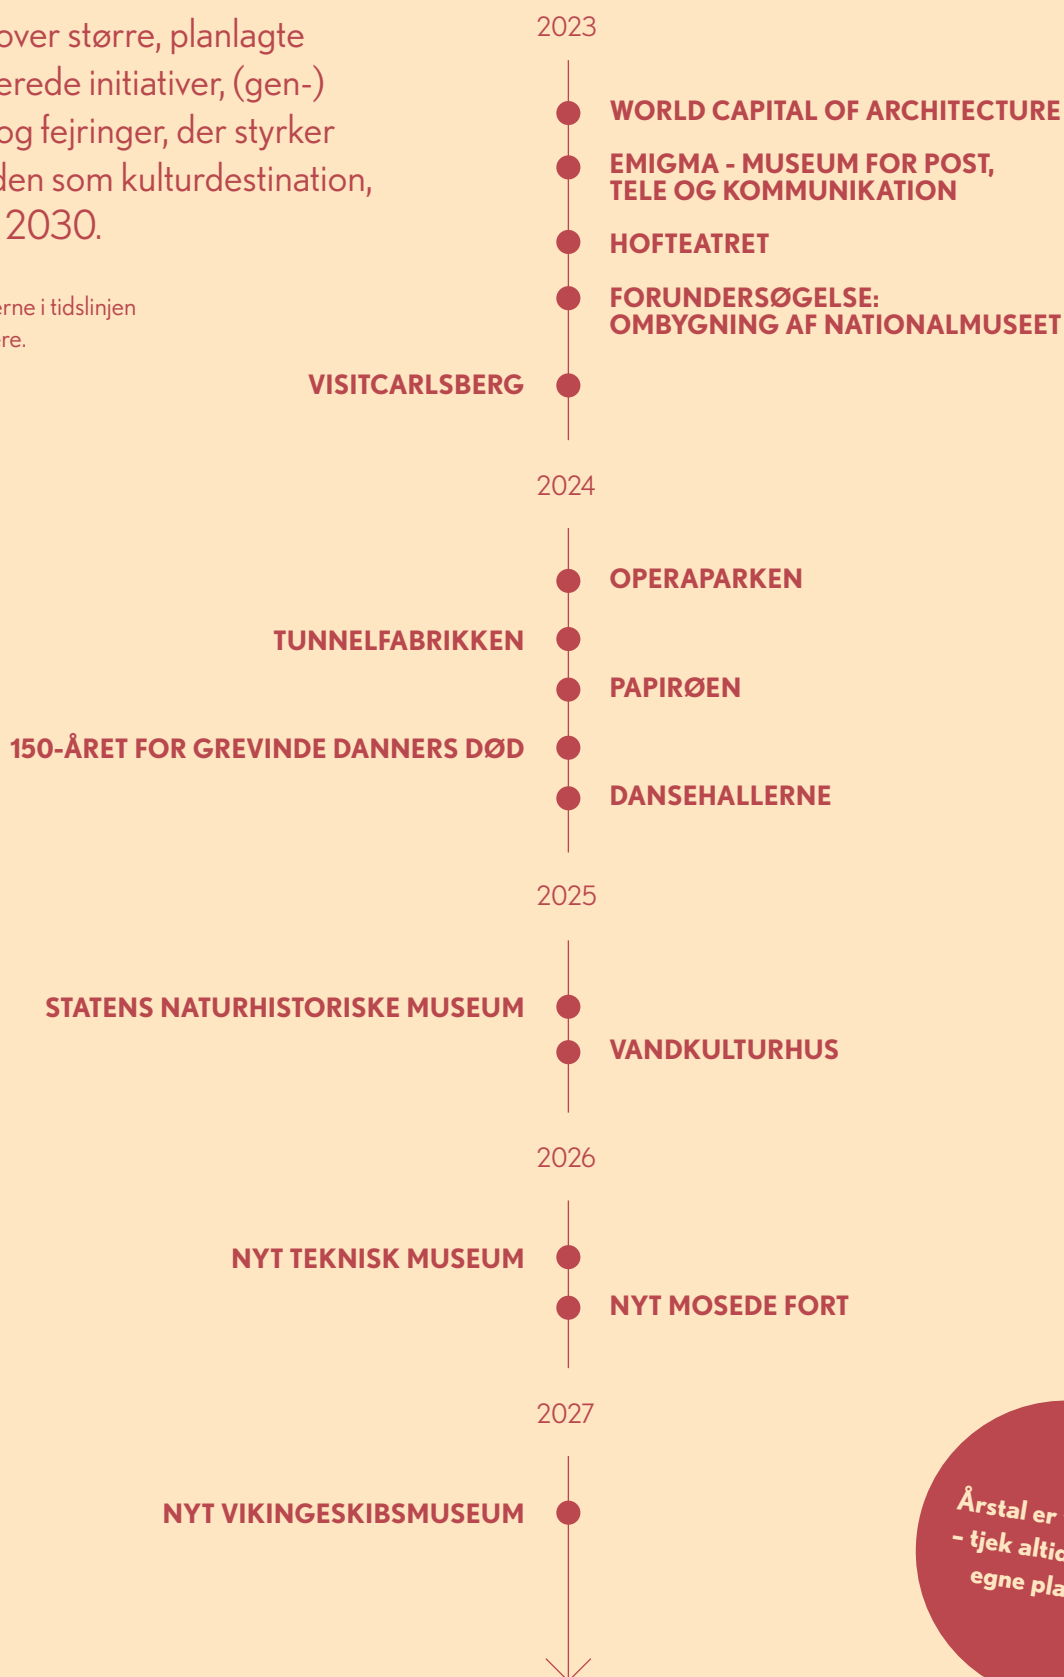 over større, planlagte
erede initiativer, (gen-)
og fejringer, der styrker
den som kulturdestination,
2030.
erne i tidslinjen
ere.
2023
WORLD CAPITAL OF ARCHITECTURE
EMIGMA - MUSEUM FOR POST,
TELE OG KOMMUNIKATION
HOFTEATRET
FORUNDERSØGELSE:
OMBYGNING AF NATIONALMUSEET
VISITCARLSBERG
2024
OPERAPARKEN
TUNNELFABRIKKEN
PAPIRØEN
150-ÅRET FOR GREVINDE DANNERS DØD
DANSEHALLERNE
2025
STATENS NATURHISTORISKE MUSEUM
VANDKULTURHUS
2026
NYT TEKNISK MUSEUM
NYT MOSEDE FORT
2027
NYT VIKINGESKIBSMUSEUM
Årstal er
– tjek altid
egne pla